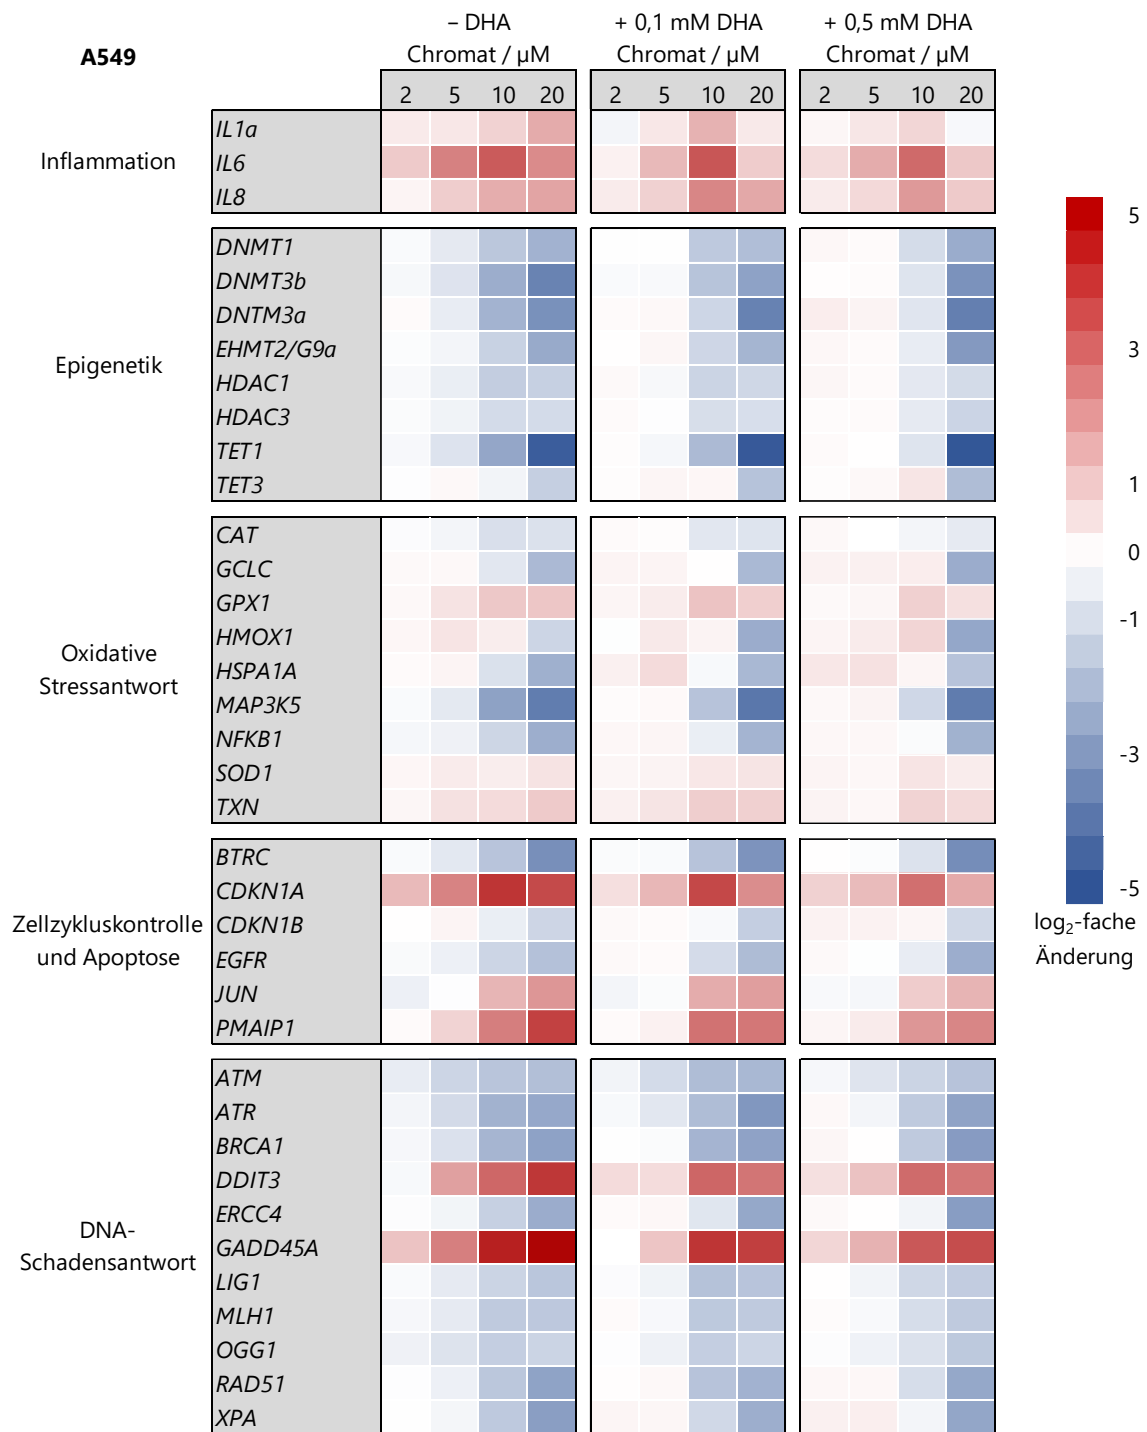 A549
– DHA
Chromat / µM
+ 0,1 mM DHA
Chromat / µM
+ 0,5 mM DHA
Chromat / µM
2 5 10 20 2 5 10 20 2 5 10 20
Inflammation
IL1a
IL6
IL8
Epigenetik
DNMT1
DNMT3b
DNTM3a
EHMT2/G9a
HDAC1
HDAC3
TET1
TET3
Oxidative
Stressantwort
CAT
GCLC
GPX1
HMOX1
HSPA1A
MAP3K5
NFKB1
SOD1
TXN
Zellzykluskontrolle
und Apoptose
BTRC
CDKN1A
CDKN1B
EGFR
JUN
PMAIP1
DNA-
Schadensantwort
ATM
ATR
BRCA1
DDIT3
ERCC4
GADD45A
LIG1
MLH1
OGG1
RAD51
XPA
5
3
1
0
-1
-3
-5
log₂-fache
Änderung